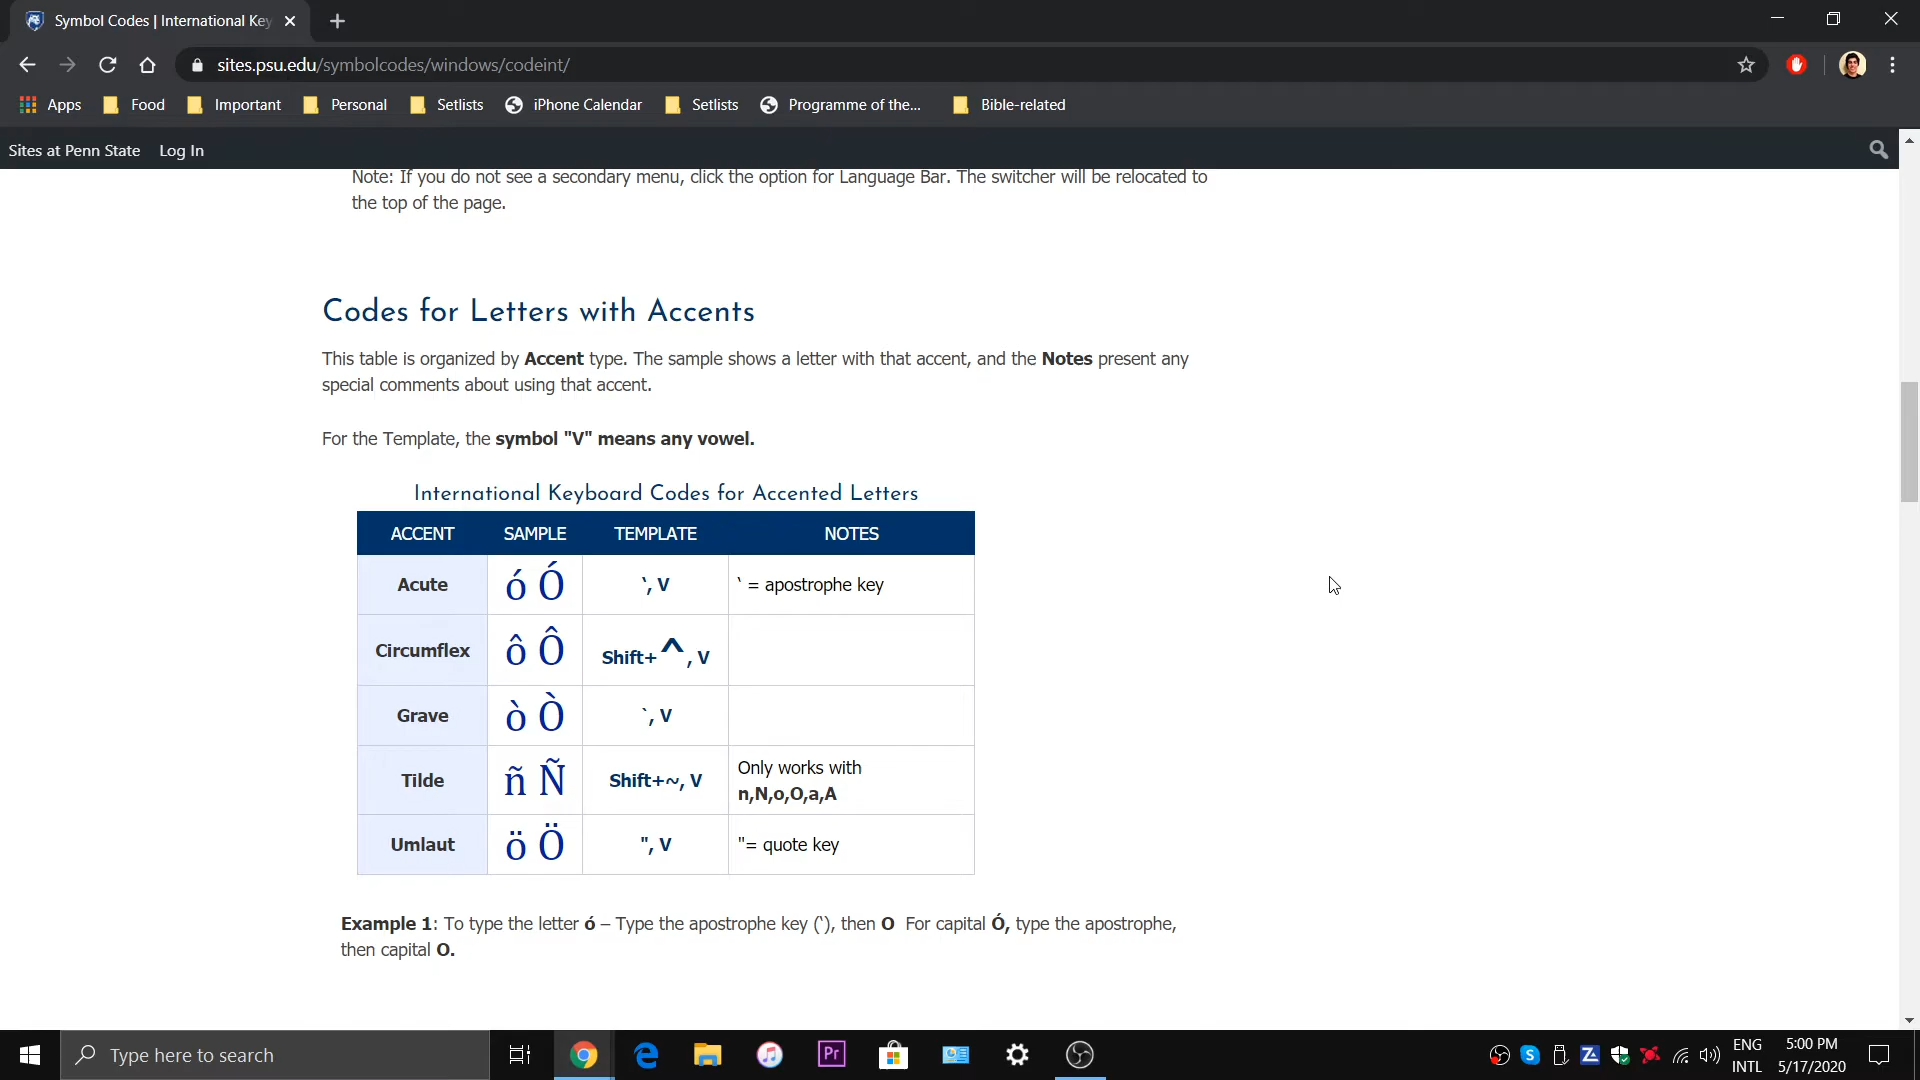 Symbol Codes | International Key
sites.psu.edu/symbolcodes/windows/codeint/
Apps Food Important Personal Setlists iPhone Calendar Setlists Programme of the... Bible-related
Sites at Penn State Log In
Note: If you do not see a secondary menu, click the option for Language Bar. The switcher will be relocated to
the top of the page.
Codes for Letters with Accents
This table is organized by Accent type. The sample shows a letter with that accent, and the Notes present any
special comments about using that accent.
For the Template, the symbol "V" means any vowel.
International Keyboard Codes for Accented Letters
ACCENT SAMPLE TEMPLATE NOTES
Acute ó Ó ‛, V ‛ = apostrophe key
Circumflex ô Ô Shift+^, V
Grave ò Ò `, V
Tilde ñ Ñ Shift+~, V Only works with
n,N,o,O,a,A
Umlaut ö Ö ", V "= quote key
Example 1: To type the letter ó – Type the apostrophe key (‛), then O For capital Ó, type the apostrophe,
then capital O.
Type here to search
Pr
ENG
INTL
5:00 PM
5/17/2020